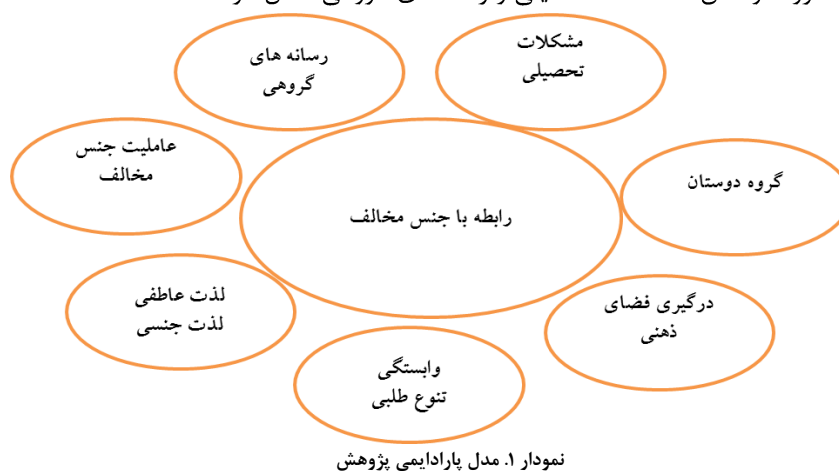 مشکلات
تحصیلی
رسانه های
گروهی
عاملیت جنس
مخالف
گروه دوستان
رابطه با جنس مخالف
لذت عاطفی
لذت جنسی
درگیری فضای
ذهنی
وابستگی
تنوع طلبی
نمودار ۱. مدل پارادایمی پژوهش